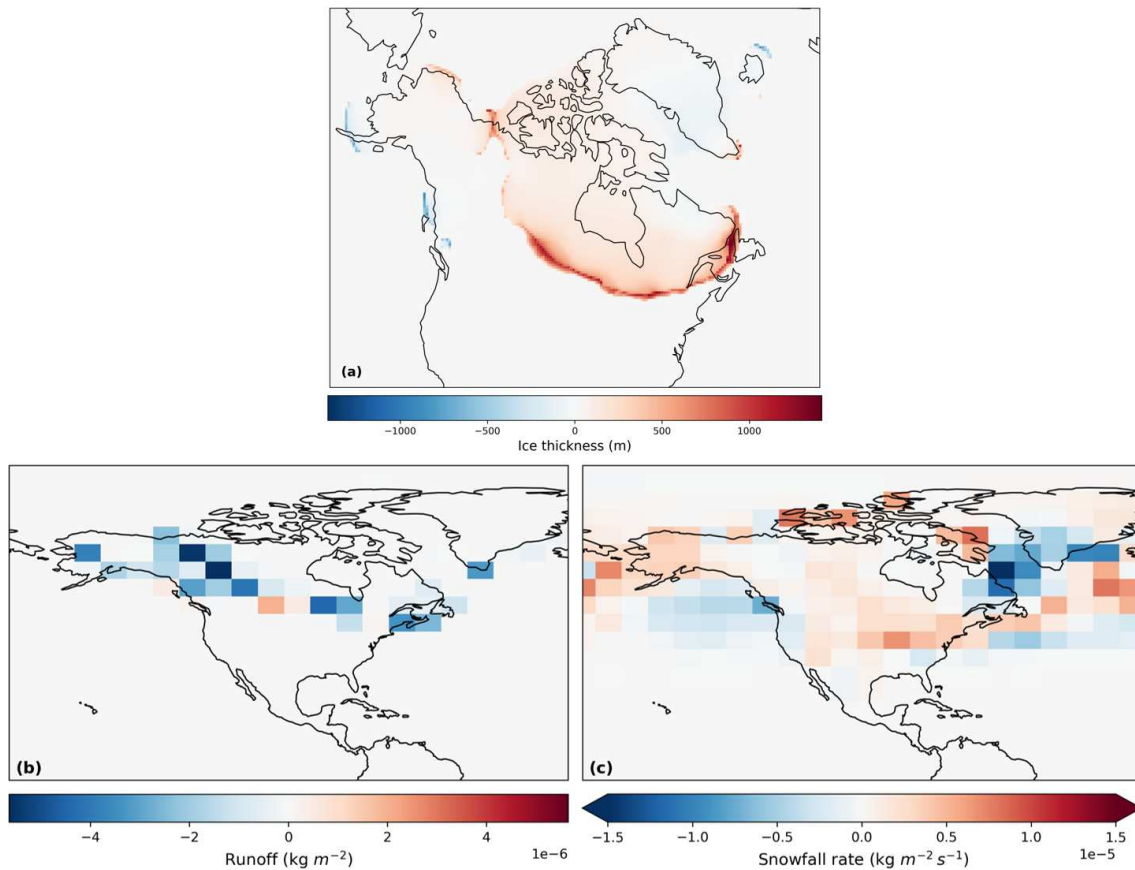 (a)
−1000 −500 0 500 1000
Ice thickness (m)
(b) (c)
−4 −2 0 2 4
1e−6
Runoff (kg m⁻²)
−1.5 −1.0 −0.5 0.0 0.5 1.0 1.5
1e−5
Snowfall rate (kg m⁻² s⁻¹)